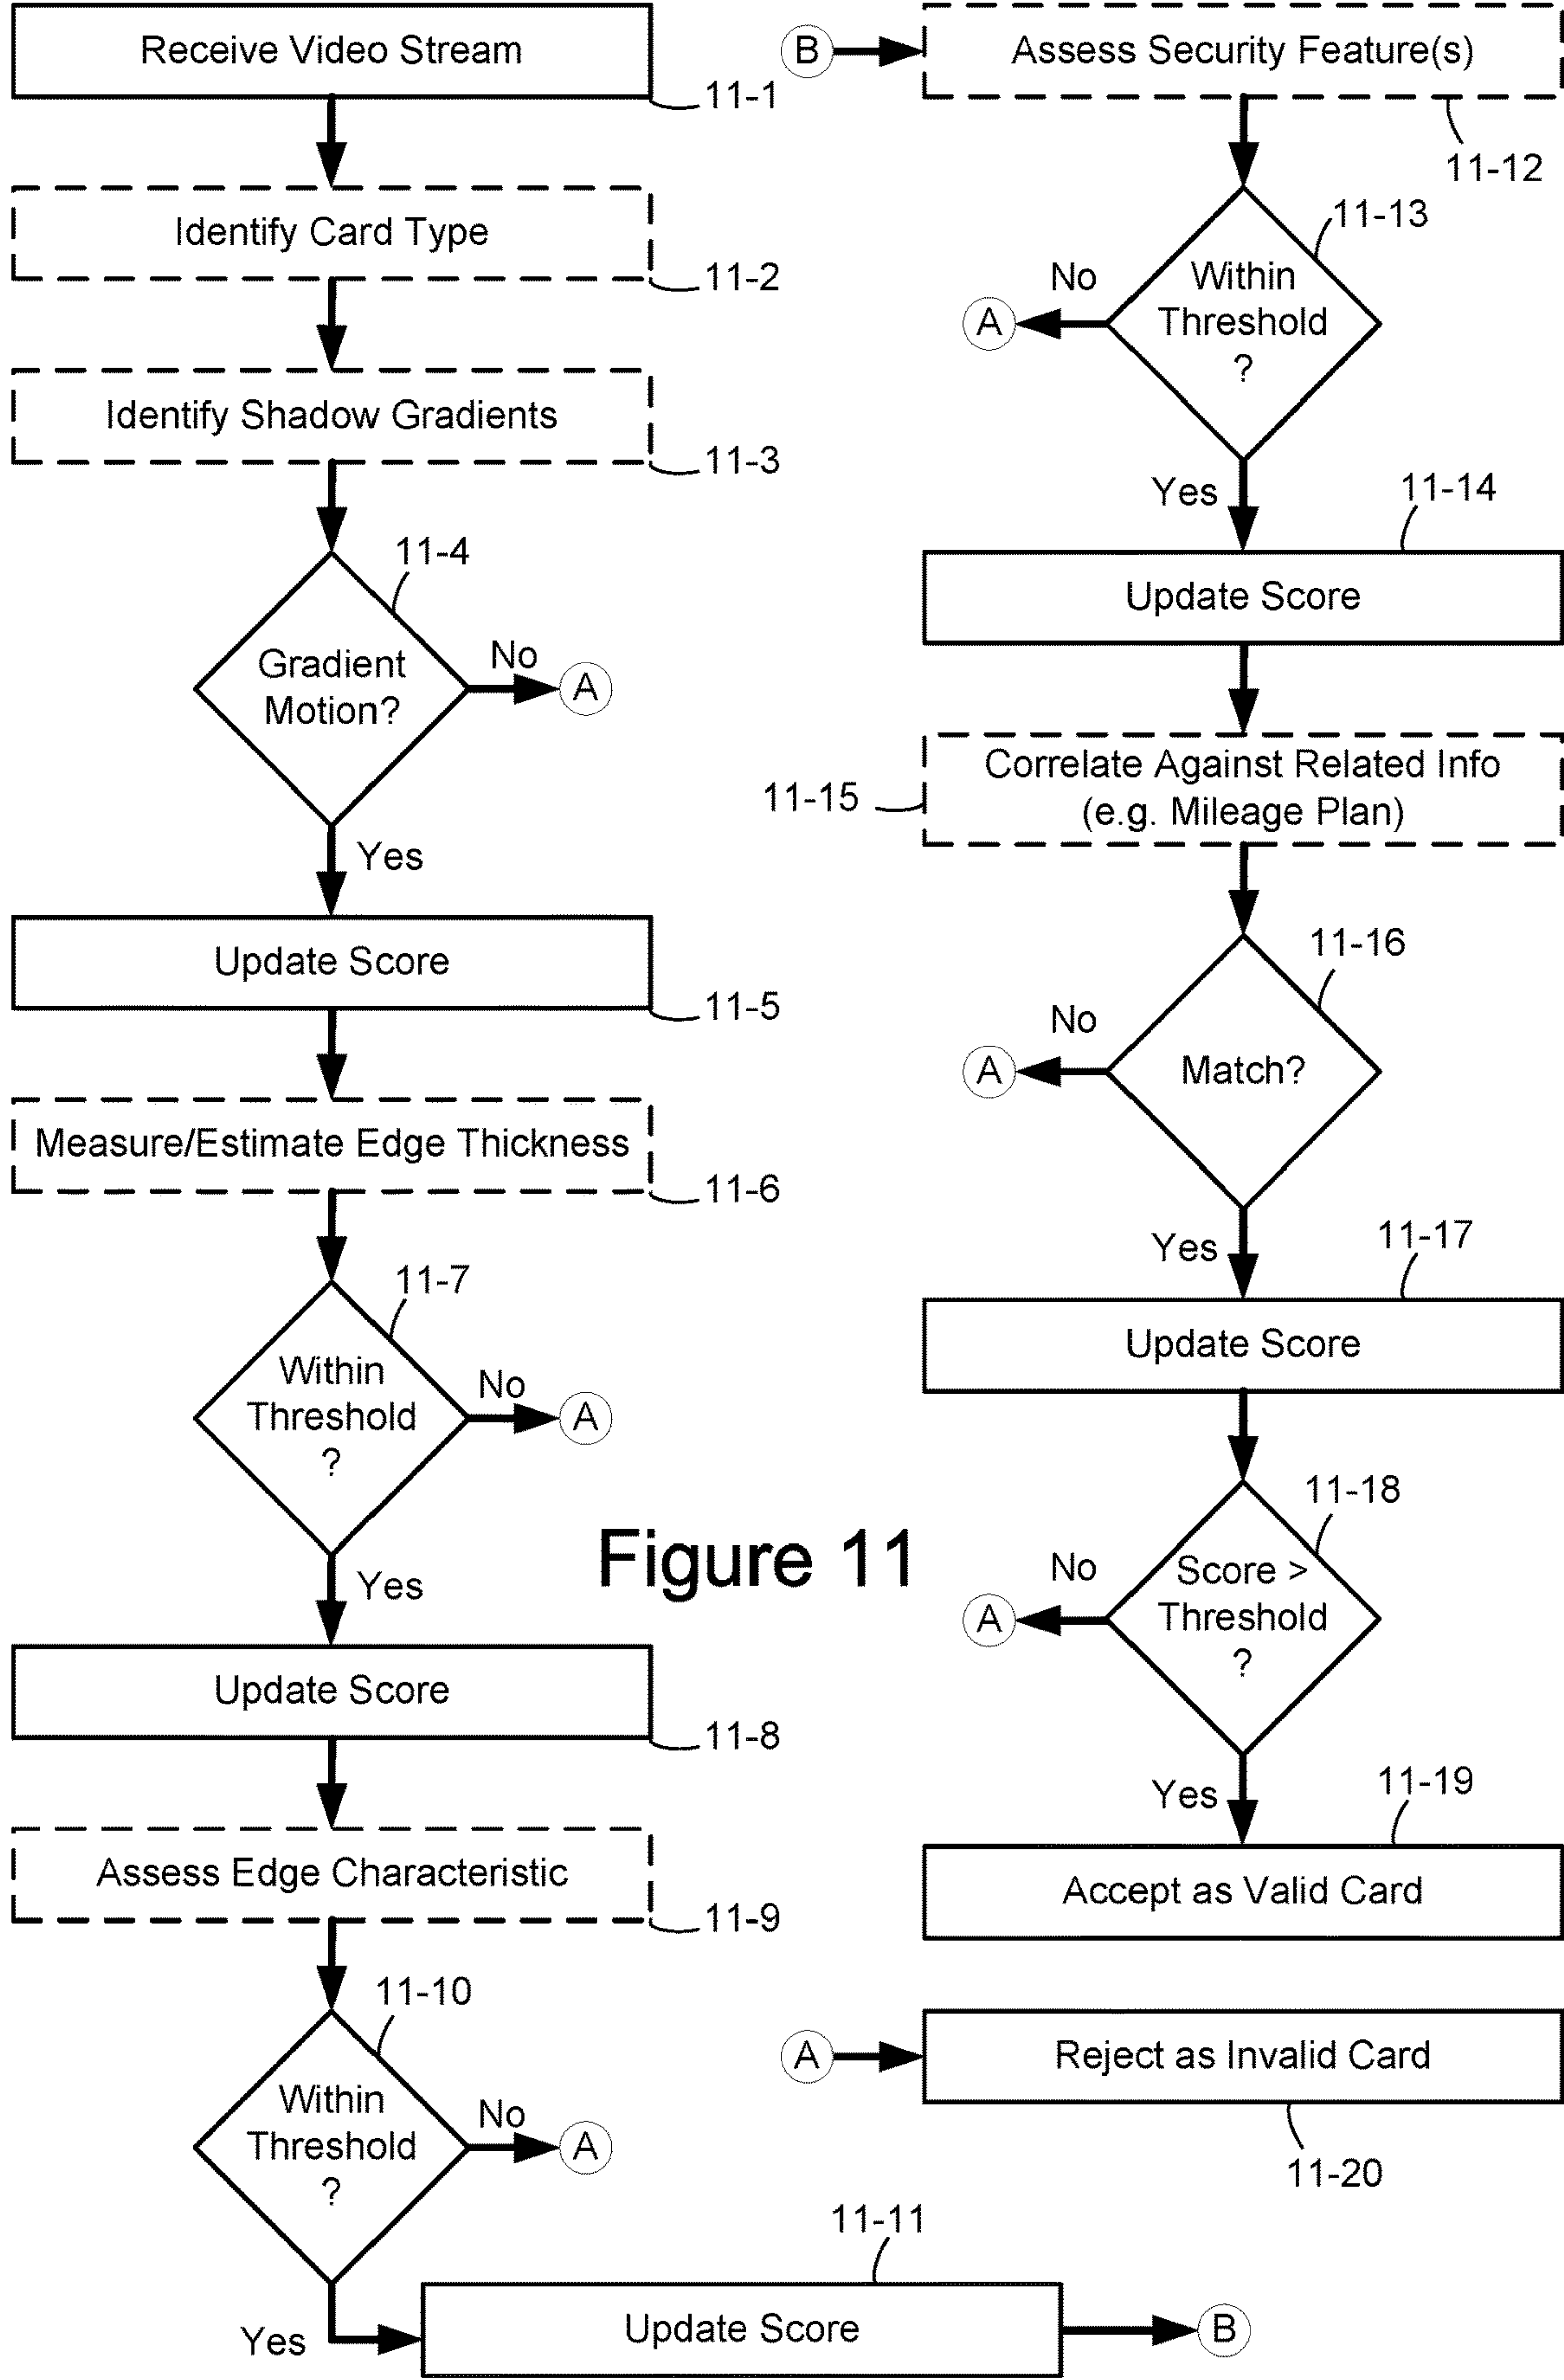 Receive Video Stream
11-1
Identify Card Type
11-2
Identify Shadow Gradients
11-3
11-4
Gradient
Motion?
No
A
Yes
Update Score
11-5
Measure/Estimate Edge Thickness
11-6
11-7
Within
Threshold
?
No
A
Yes
Update Score
11-8
Assess Edge Characteristic
11-9
11-10
Within
Threshold
?
No
A
Yes
11-11
Update Score
B
B
Assess Security Feature(s)
11-12
11-13
Within
Threshold
?
No
A
Yes
11-14
Update Score
Correlate Against Related Info
(e.g. Mileage Plan)
11-15
11-16
Match?
No
A
Yes
11-17
Update Score
11-18
Score >
Threshold
?
No
A
Yes
11-19
Accept as Valid Card
A
Reject as Invalid Card
11-20
Figure 11